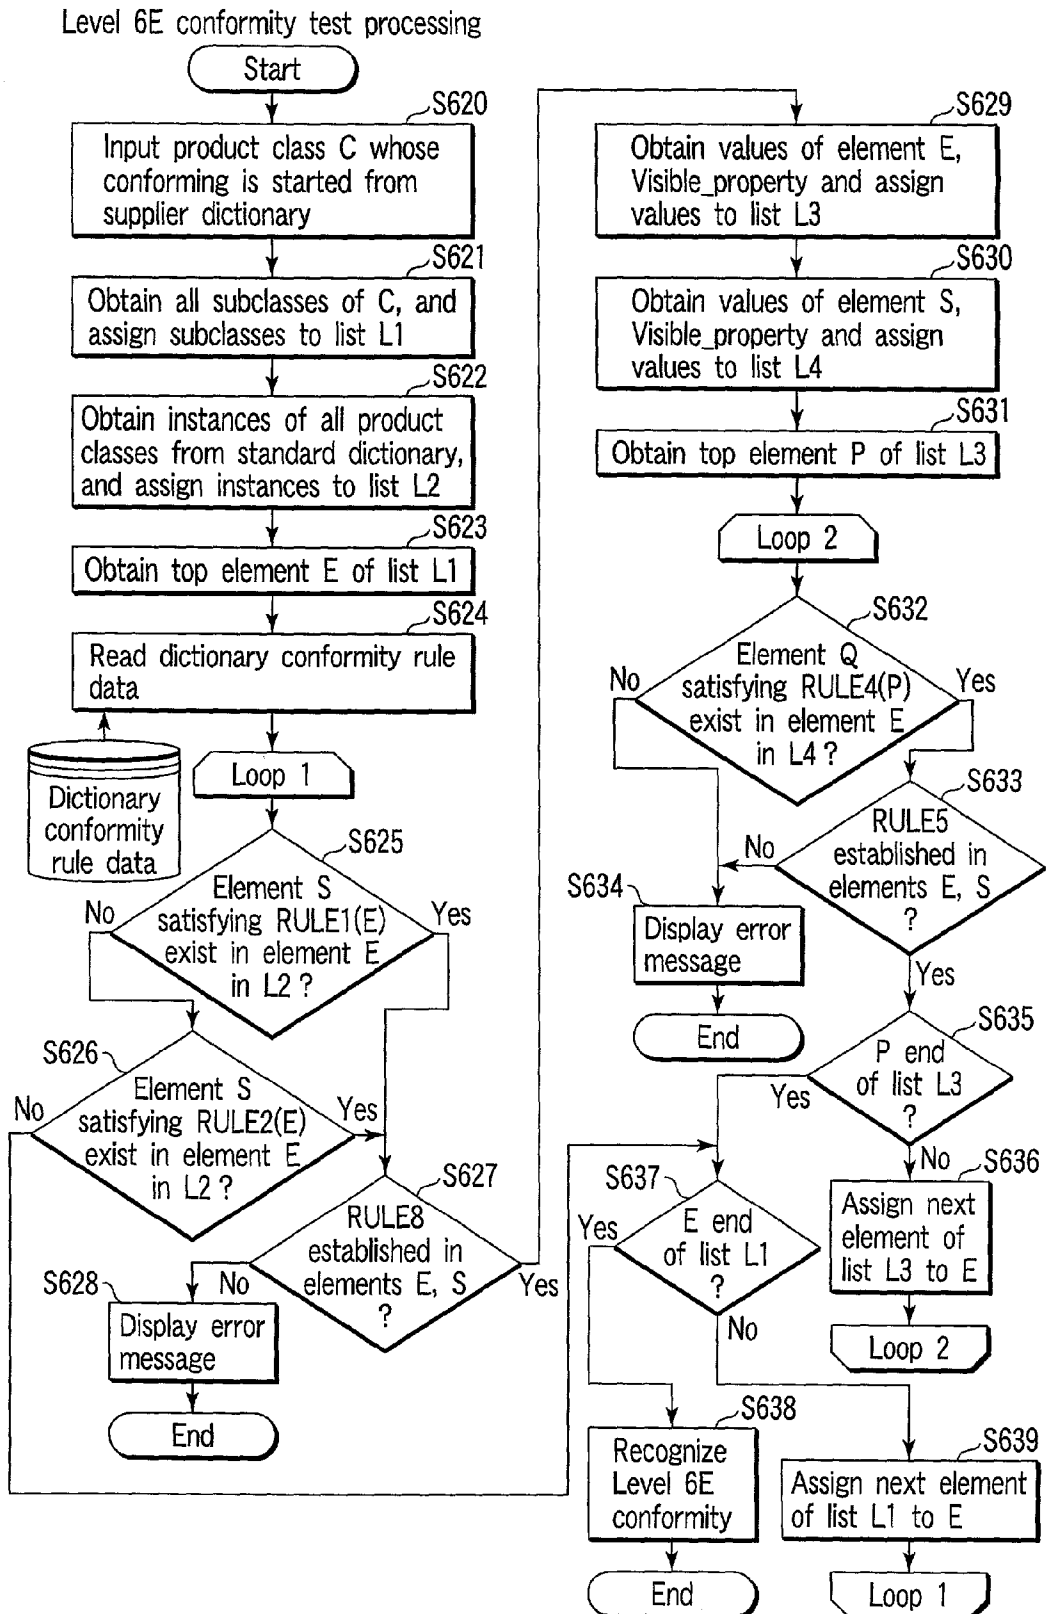 Level 6E conformity test processing
Start
S620
Input product class C whose
conforming is started from
supplier dictionary
S621
Obtain all subclasses of C, and
assign subclasses to list L1
S622
Obtain instances of all product
classes from standard dictionary,
and assign instances to list L2
S623
Obtain top element E of list L1
S624
Read dictionary conformity rule
data
Dictionary
conformity
rule data
Loop 1
S625
Element S
satisfying RULE1(E)
exist in element E
in L2?
No
Yes
S626
Element S
satisfying RULE2(E)
exist in element E
in L2?
No
Yes
S627
RULE8
established in
elements E, S
?
No
Yes
S628
Display error
message
End
S629
Obtain values of element E,
Visible_property and assign
values to list L3
S630
Obtain values of element S,
Visible_property and assign
values to list L4
S631
Obtain top element P of list L3
Loop 2
S632
Element Q
satisfying RULE4(P)
exist in element E
in L4?
No
Yes
S633
RULE5
established in
elements E, S
?
No
Yes
S634
Display error
message
End
S635
P end
of list L3
?
Yes
No
S636
Assign next
element of
list L3 to E
Loop 2
S637
E end
of list L1
?
Yes
No
S638
Recognize
Level 6E
conformity
End
S639
Assign next element
of list L1 to E
Loop 1